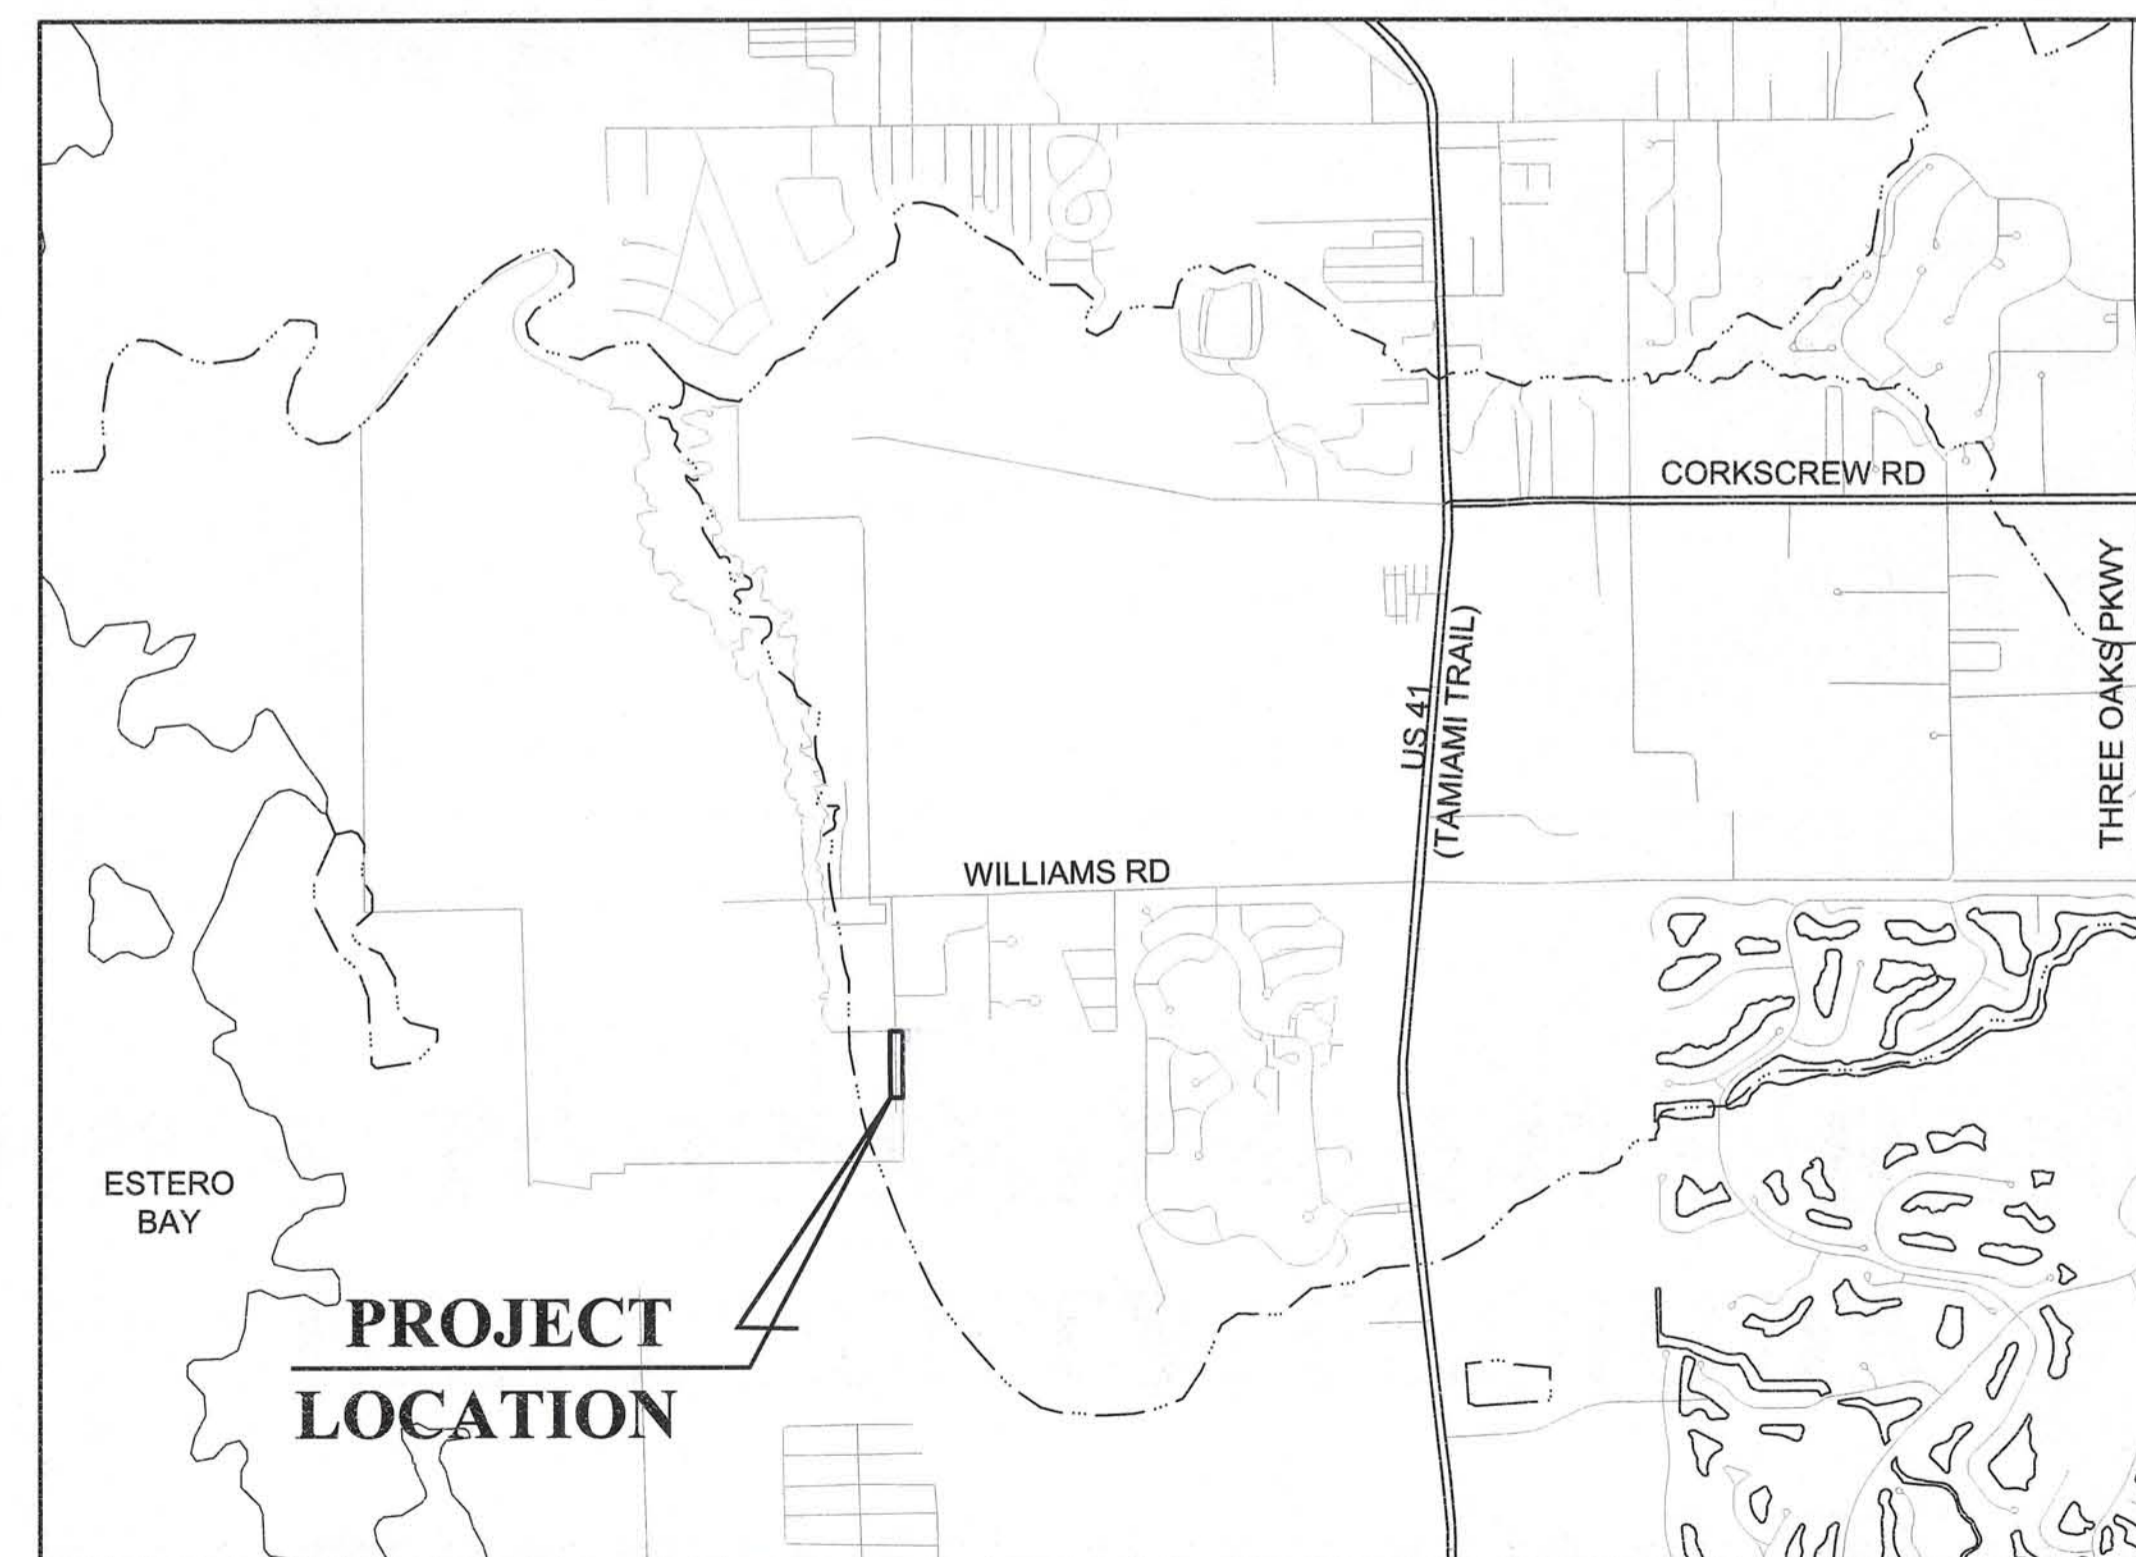 CORKSCREW RD
THREE OAKS PKWY
US 41
(TAMIAMI TRAIL)
WILLIAMS RD
ESTERO
BAY
PROJECT
LOCATION